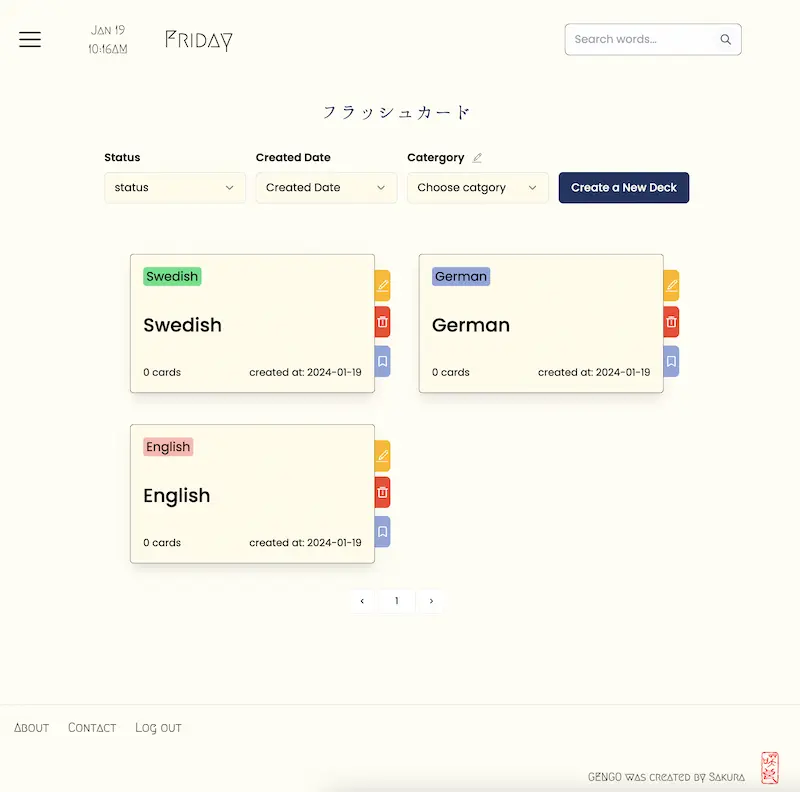 Jan 19
10:16AM
Friday
Search words...
フラッシュカード
Status
Created Date
Catergory
status
Created Date
Choose catgory
Create a New Deck
Swedish
Swedish
0 cards
created at: 2024-01-19
German
German
0 cards
created at: 2024-01-19
English
English
0 cards
created at: 2024-01-19
1
About
Contact
Log out
GENGO was created by Sakura